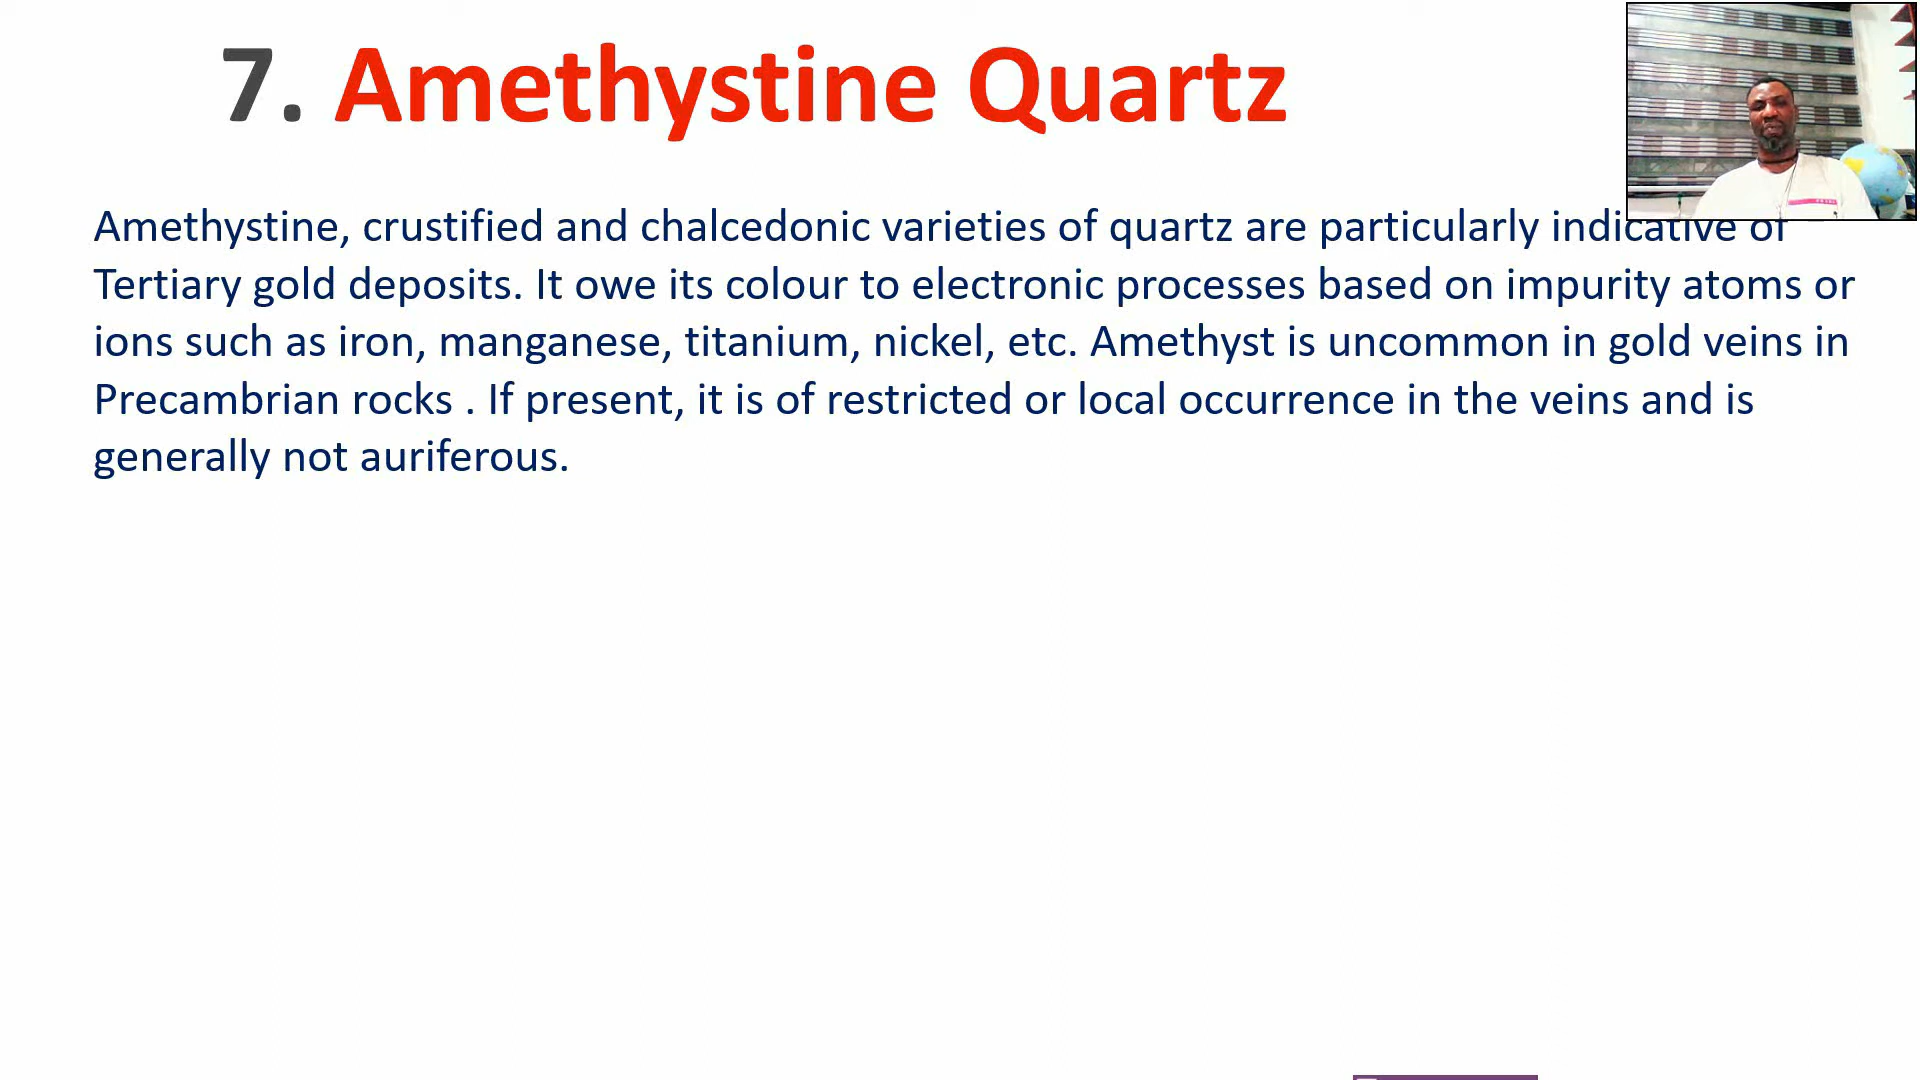 7. Amethystine Quartz
Amethystine, crustified and chalcedonic varieties of quartz are particularly indicative of
Tertiary gold deposits. It owe its colour to electronic processes based on impurity atoms or
ions such as iron, manganese, titanium, nickel, etc. Amethyst is uncommon in gold veins in
Precambrian rocks . If present, it is of restricted or local occurrence in the veins and is
generally not auriferous.